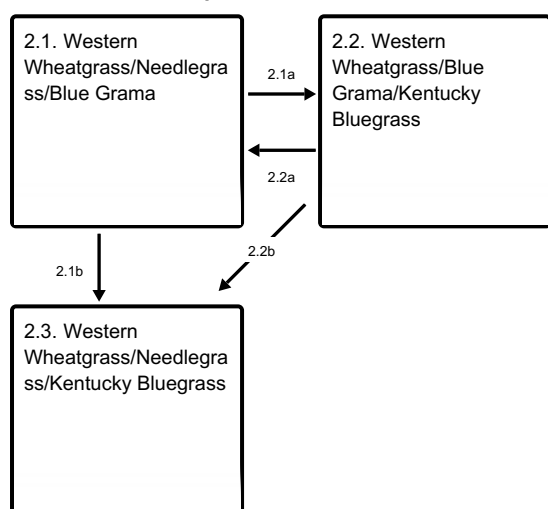 2.1. Western
Wheatgrass/Needlegra
ss/Blue Grama
2.1a
2.2. Western
Wheatgrass/Blue
Grama/Kentucky
Bluegrass
2.2a
2.2b
2.1b
2.3. Western
Wheatgrass/Needlegra
ss/Kentucky Bluegrass